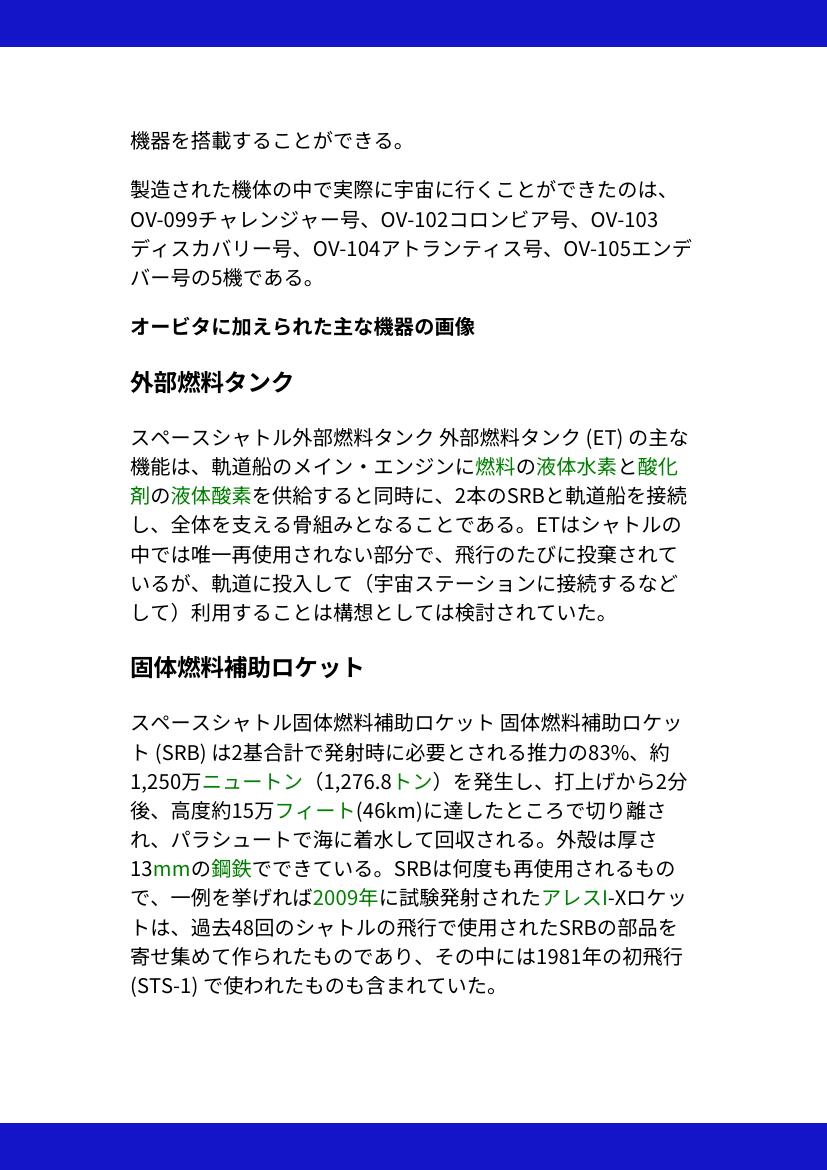 機器を搭載することができる。
製造された機体の中で実際に宇宙に行くことができたのは、
OV-099チャレンジャー号、OV-102コロンビア号、OV-103
ディスカバリー号、OV-104アトランティス号、OV-105エンデ
バー号の5機である。
オービタに加えられた主な機器の画像
外部燃料タンク
スペースシャトル外部燃料タンク 外部燃料タンク (ET) の主な
機能は、軌道船のメイン・エンジンに燃料の液体水素と酸化
剤の液体酸素を供給すると同時に、2本のSRBと軌道船を接続
し、全体を支える骨組みとなることである。ETはシャトルの
中では唯一再使用されない部分で、飛行のたびに投棄されて
いるが、軌道に投入して（宇宙ステーションに接続するなど
して）利用することは構想としては検討されていた。
固体燃料補助ロケット
スペースシャトル固体燃料補助ロケット 固体燃料補助ロケッ
ト (SRB) は2基合計で発射時に必要とされる推力の83%、約
1,250万ニュートン（1,276.8トン）を発生し、打上げから2分
後、高度約15万フィート(46km)に達したところで切り離さ
れ、パラシュートで海に着水して回収される。外殻は厚さ
13mmの鋼鉄でできている。SRBは何度も再使用されるもの
で、一例を挙げれば2009年に試験発射されたアレスI-Xロケッ
トは、過去48回のシャトルの飛行で使用されたSRBの部品を
寄せ集めて作られたものであり、その中には1981年の初飛行
(STS-1) で使われたものも含まれていた。